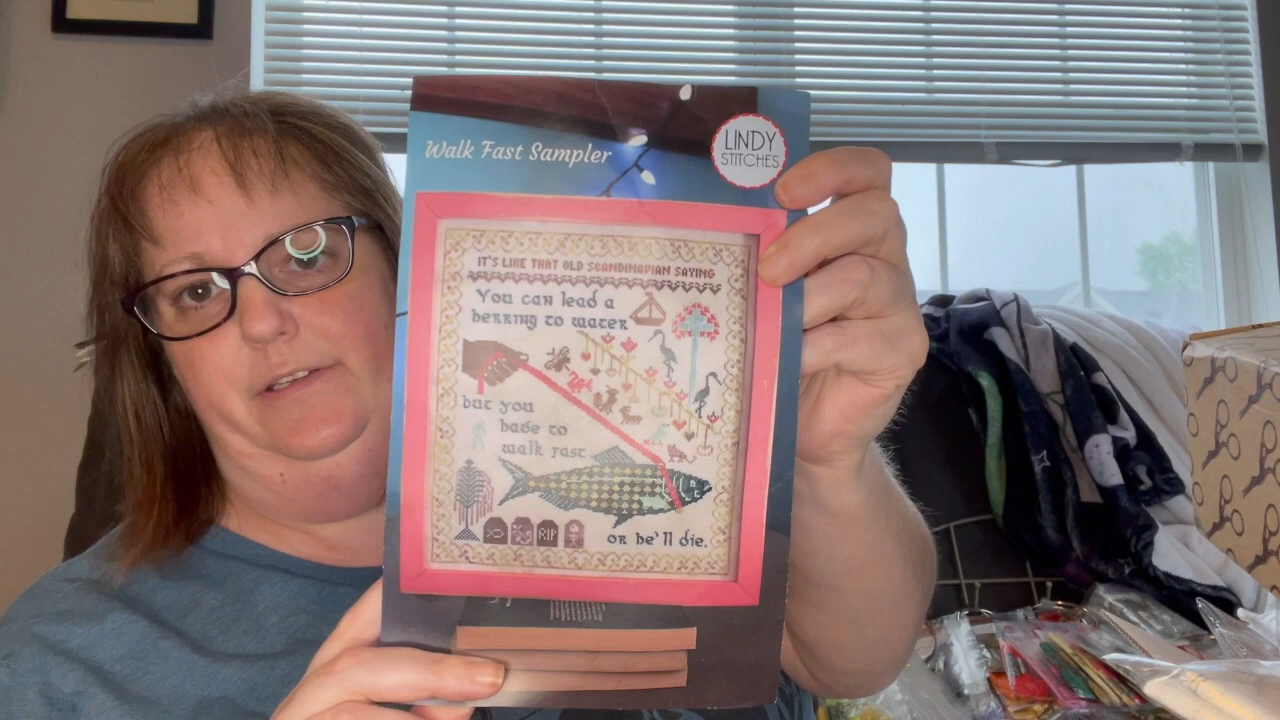 Walk Fast Sampler
LINDY
STITCHES
IT'S LIKE THAT OLD SCANDINAVIAN SAYING
You can lead a
herring to water
but you
have to
walk fast
RIP
or he'll die.